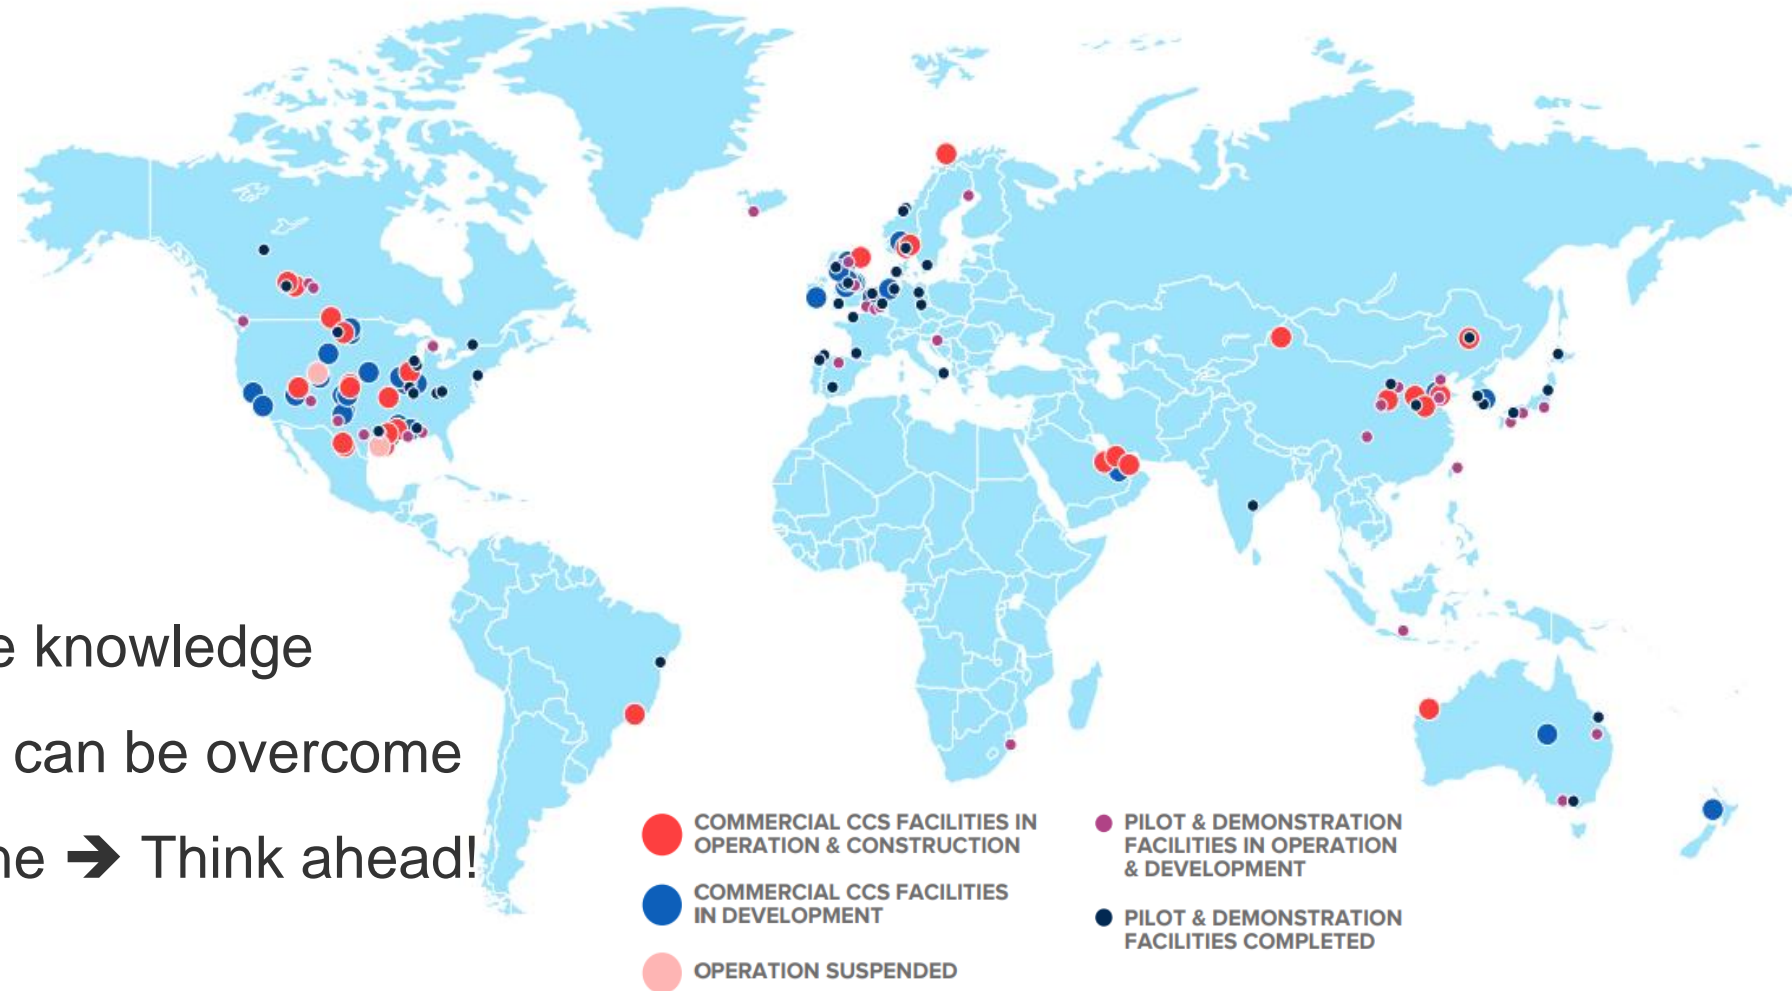 e knowledge
can be overcome
ne ➔ Think ahead!
COMMERCIAL CCS FACILITIES IN
OPERATION & CONSTRUCTION
COMMERCIAL CCS FACILITIES
IN DEVELOPMENT
OPERATION SUSPENDED
PILOT & DEMONSTRATION
FACILITIES IN OPERATION
& DEVELOPMENT
PILOT & DEMONSTRATION
FACILITIES COMPLETED